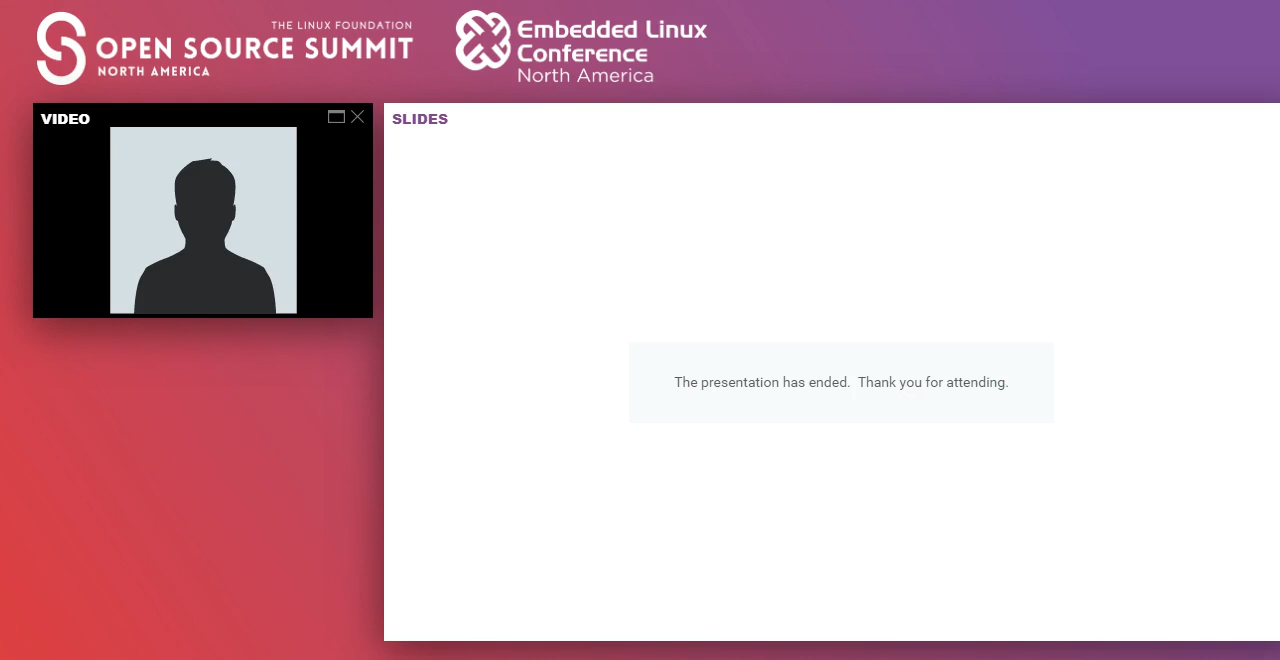 THE LINUX FOUNDATION
OPEN SOURCE SUMMIT
NORTH AMERICA
Embedded Linux
Conference
North America
VIDEO
SLIDES
The presentation has ended.  Thank you for attending.